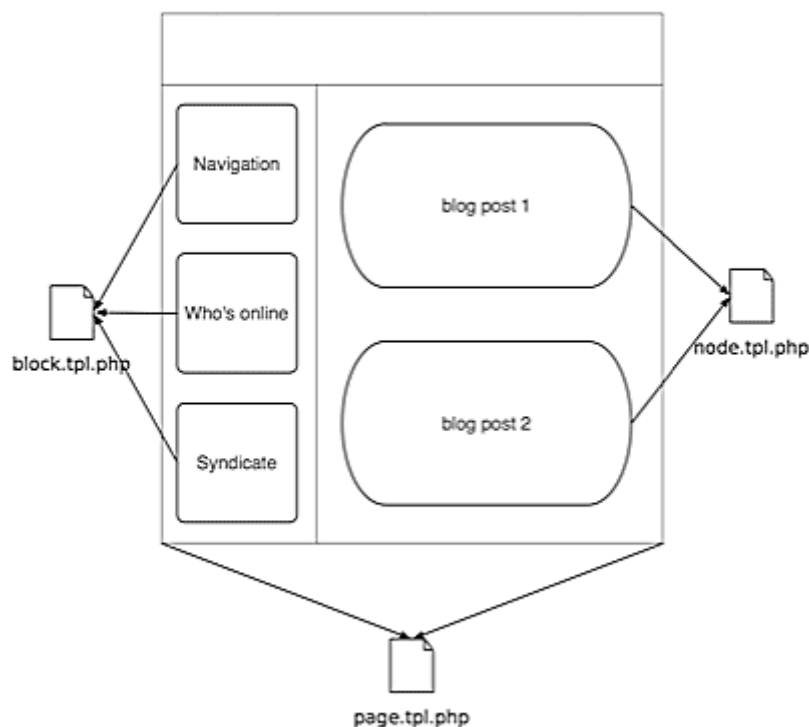 Navigation
blog post 1
Who's online
block.tpl.php
node.tpl.php
blog post 2
Syndicate
page.tpl.php